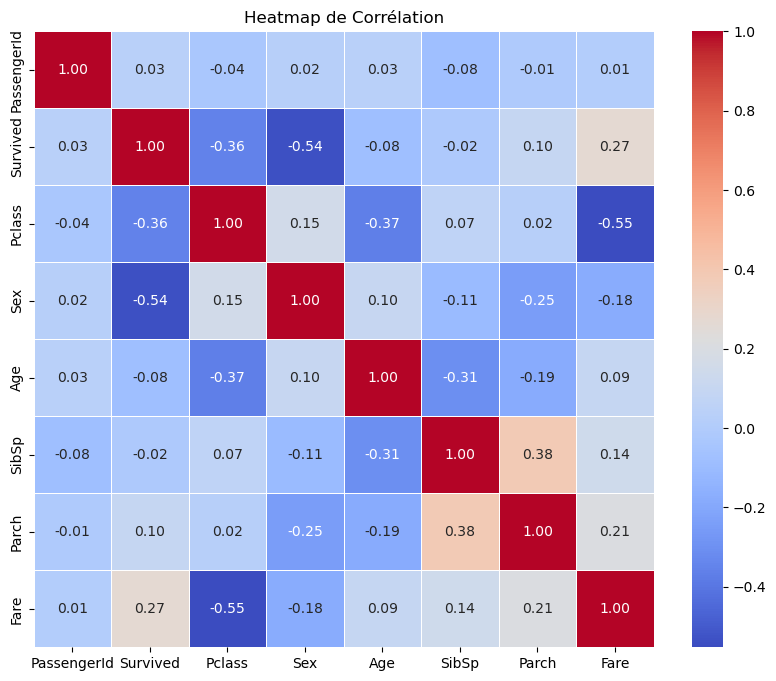 Heatmap de Corrélation
PassengerId 1.00 0.03 -0.04 0.02 0.03 -0.08 -0.01 0.01
Survived 0.03 1.00 -0.36 -0.54 -0.08 -0.02 0.10 0.27
Pclass -0.04 -0.36 1.00 0.15 -0.37 0.07 0.02 -0.55
Sex 0.02 -0.54 0.15 1.00 0.10 -0.11 -0.25 -0.18
Age 0.03 -0.08 -0.37 0.10 1.00 -0.31 -0.19 0.09
SibSp -0.08 -0.02 0.07 -0.11 -0.31 1.00 0.38 0.14
Parch -0.01 0.10 0.02 -0.25 -0.19 0.38 1.00 0.21
Fare 0.01 0.27 -0.55 -0.18 0.09 0.14 0.21 1.00
PassengerId Survived Pclass Sex Age SibSp Parch Fare
1.0
0.8
0.6
0.4
0.2
0.0
−0.2
−0.4